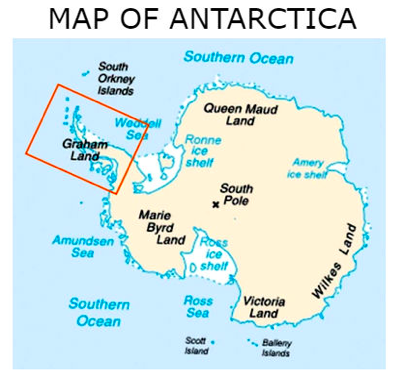 MAP OF ANTARCTICA
Southern Ocean
South
Orkney
Islands
Queen Maud
Land
Weddell
Sea
Graham
Land
Ronne
ice
shelf
Amery
ice shelf
South
Pole
Marie
Byrd
Land
Amundsen
Sea
Ross
ice
shelf
Wilkes Land
Southern
Ocean
Ross
Sea
Victoria
Land
Scott
Island
Balleny
Islands